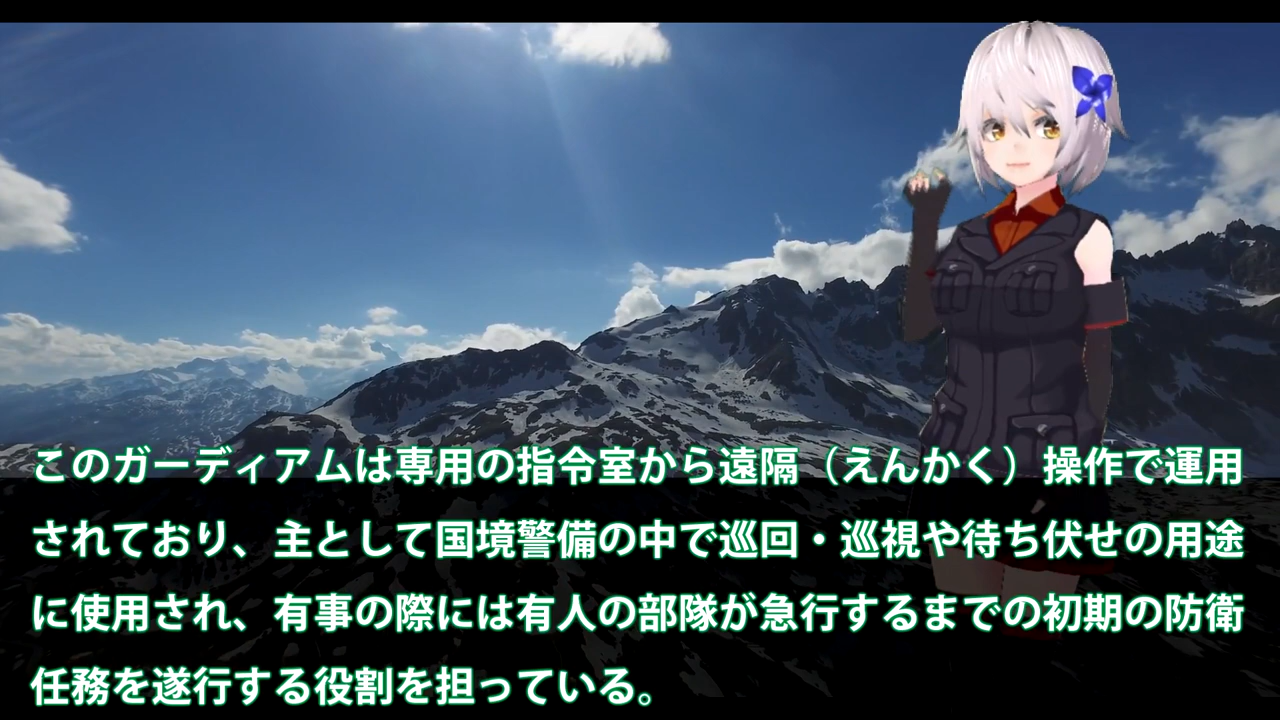 このガーディアムは専用の指令室から遠隔（えんかく）操作で運用
されており、主として国境警備の中で巡回・巡視や待ち伏せの用途
に使用され、有事の際には有人の部隊が急行するまでの初期の防衛
任務を遂行する役割を担っている。